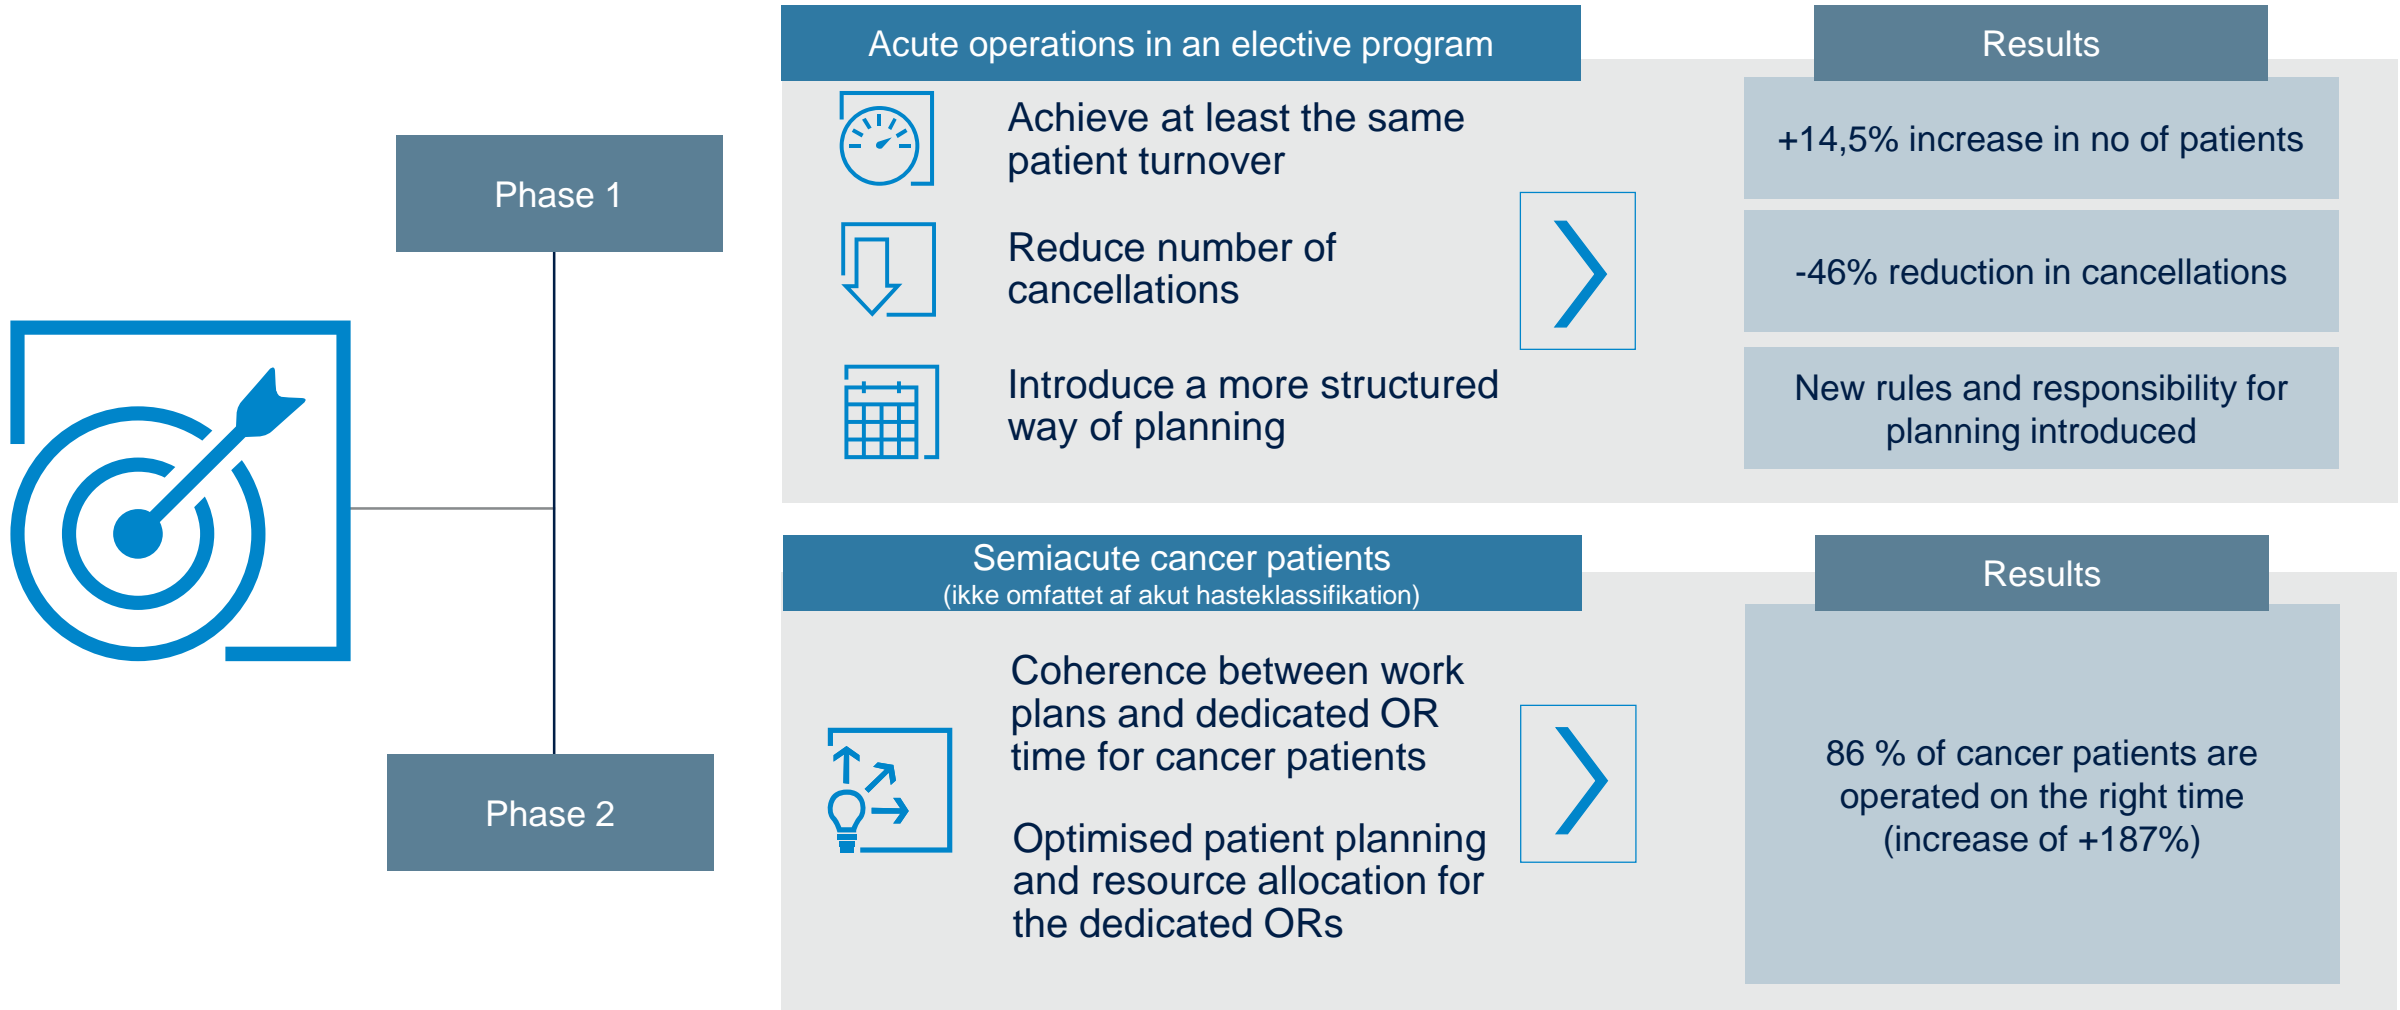 Phase 1
Acute operations in an elective program
Achieve at least the same
patient turnover
Reduce number of
cancellations
Introduce a more structured
way of planning
Results
+14,5% increase in no of patients
-46% reduction in cancellations
New rules and responsibility for
planning introduced
Phase 2
Semiacute cancer patients
(ikke omfattet af akut hasteklassifikation)
Coherence between work
plans and dedicated OR
time for cancer patients
Optimised patient planning
and resource allocation for
the dedicated ORs
Results
86 % of cancer patients are
operated on the right time
(increase of +187%)